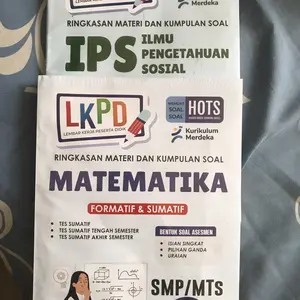 RINGKASAN MATERI DAN KUMPULAN SOAL
IPS
ILMU
PENGETAHUAN
SOSIAL
LKPD
LEMBAR KERJA PESERTA DIDIK
SOAL
SOAL
HOTS
Kurikulum
Merdeka
RINGKASAN MATERI DAN KUMPULAN SOAL
MATEMATIKA
FORMATIF & SUMATIF
TES SUMATIF
TES SUMATIF TENGAH SEMESTER
TES SUMATIF AKHIR SEMESTER
BENTUK SOAL ASESMEN
ISIAN SINGKAT
PILIHAN GANDA
URAIAN
SMP/MTS